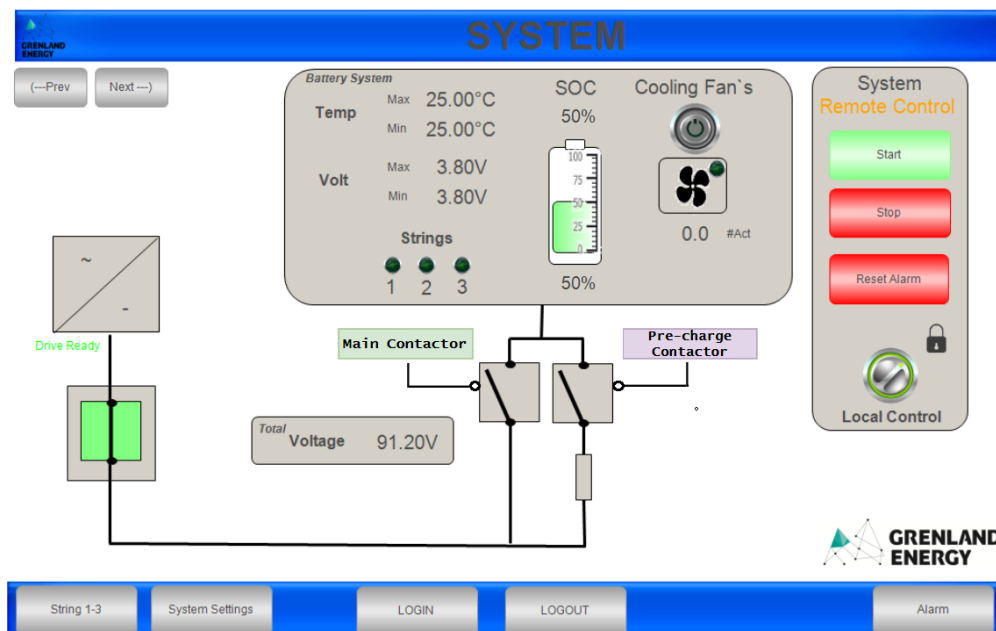 GRENLAND
ENERGY
SYSTEM
(---Prev
Next ---)
Battery System
Temp
Max 25.00°C
Min 25.00°C
Volt
Max 3.80V
Min 3.80V
Strings
1 2 3
SOC
50%
100
75
50
25
0
50%
Cooling Fan`s
0.0 #Act
System
Remote Control
Start
Stop
Reset Alarm
Local Control
~
-
Drive Ready
Main Contactor
Pre-charge
Contactor
Total
Voltage 91.20V
GRENLAND
ENERGY
String 1-3
System Settings
LOGIN
LOGOUT
Alarm